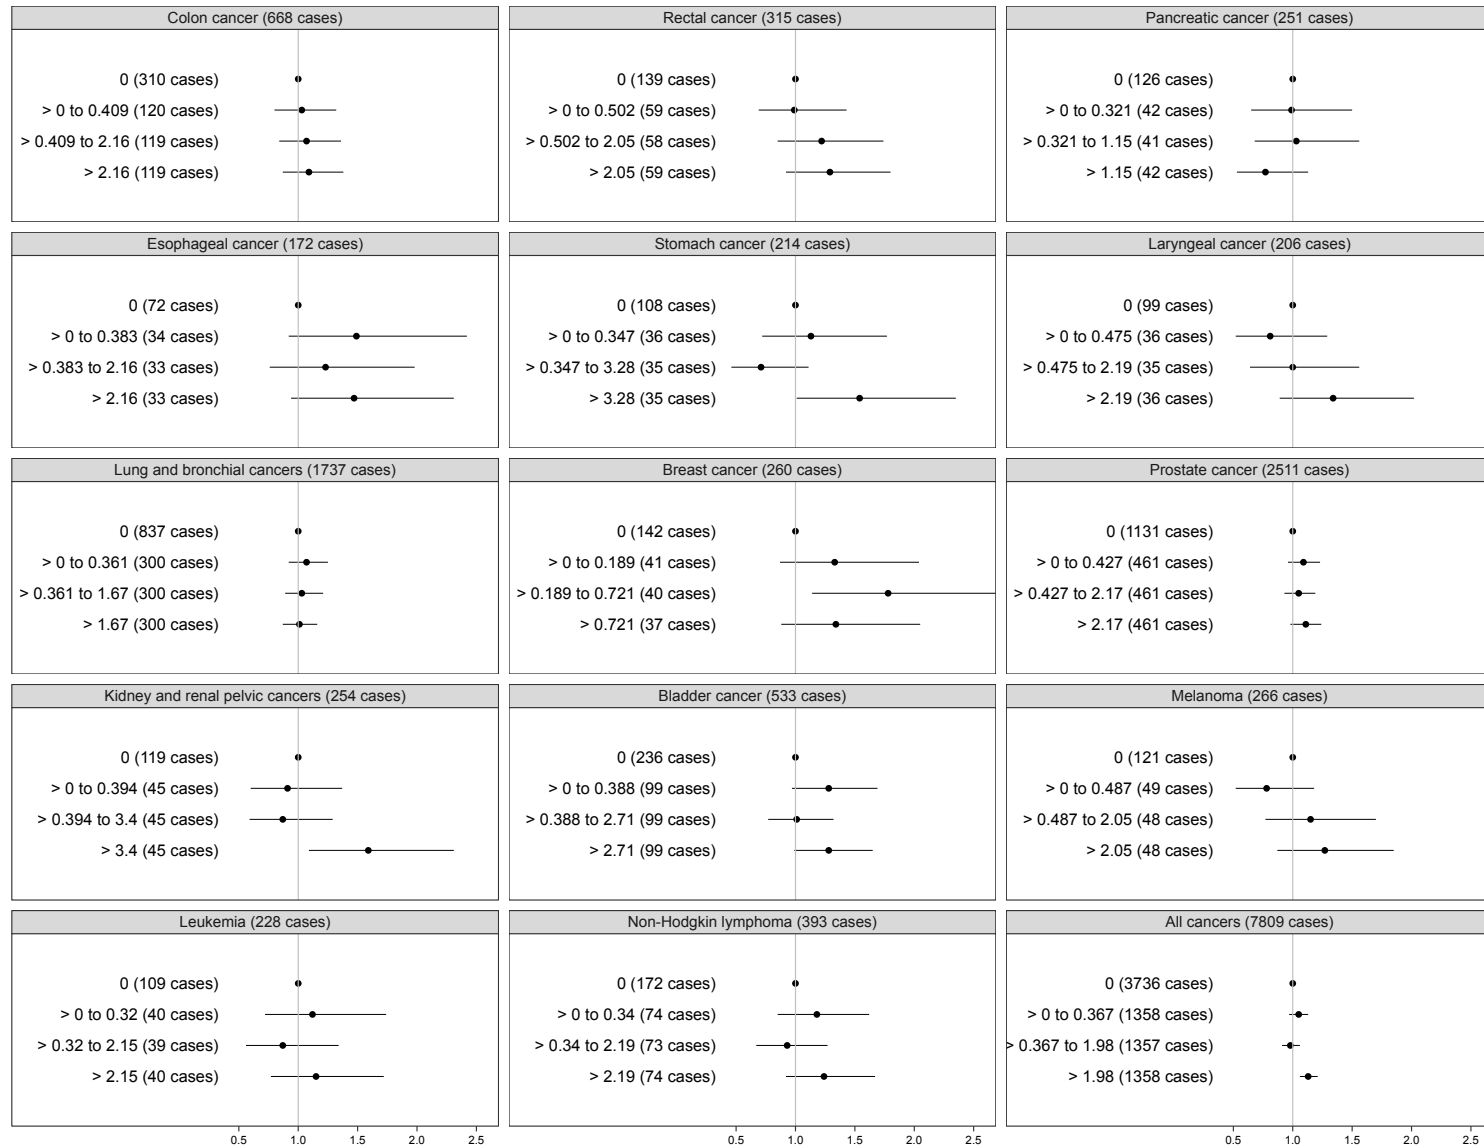 Colon cancer (668 cases)
0 (310 cases)
> 0 to 0.409 (120 cases)
> 0.409 to 2.16 (119 cases)
> 2.16 (119 cases)
Rectal cancer (315 cases)
0 (139 cases)
> 0 to 0.502 (59 cases)
> 0.502 to 2.05 (58 cases)
> 2.05 (59 cases)
Pancreatic cancer (251 cases)
0 (126 cases)
> 0 to 0.321 (42 cases)
> 0.321 to 1.15 (41 cases)
> 1.15 (42 cases)
Esophageal cancer (172 cases)
0 (72 cases)
> 0 to 0.383 (34 cases)
> 0.383 to 2.16 (33 cases)
> 2.16 (33 cases)
Stomach cancer (214 cases)
0 (108 cases)
> 0 to 0.347 (36 cases)
> 0.347 to 3.28 (35 cases)
> 3.28 (35 cases)
Laryngeal cancer (206 cases)
0 (99 cases)
> 0 to 0.475 (36 cases)
> 0.475 to 2.19 (35 cases)
> 2.19 (36 cases)
Lung and bronchial cancers (1737 cases)
0 (837 cases)
> 0 to 0.361 (300 cases)
> 0.361 to 1.67 (300 cases)
> 1.67 (300 cases)
Breast cancer (260 cases)
0 (142 cases)
> 0 to 0.189 (41 cases)
> 0.189 to 0.721 (40 cases)
> 0.721 (37 cases)
Prostate cancer (2511 cases)
0 (1131 cases)
> 0 to 0.427 (461 cases)
> 0.427 to 2.17 (461 cases)
> 2.17 (461 cases)
Kidney and renal pelvic cancers (254 cases)
0 (119 cases)
> 0 to 0.394 (45 cases)
> 0.394 to 3.4 (45 cases)
> 3.4 (45 cases)
Bladder cancer (533 cases)
0 (236 cases)
> 0 to 0.388 (99 cases)
> 0.388 to 2.71 (99 cases)
> 2.71 (99 cases)
Melanoma (266 cases)
0 (121 cases)
> 0 to 0.487 (49 cases)
> 0.487 to 2.05 (48 cases)
> 2.05 (48 cases)
Leukemia (228 cases)
0 (109 cases)
> 0 to 0.32 (40 cases)
> 0.32 to 2.15 (39 cases)
> 2.15 (40 cases)
0.5 1.0 1.5 2.0 2.5
Non-Hodgkin lymphoma (393 cases)
0 (172 cases)
> 0 to 0.34 (74 cases)
> 0.34 to 2.19 (73 cases)
> 2.19 (74 cases)
0.5 1.0 1.5 2.0 2.5
All cancers (7809 cases)
0 (3736 cases)
> 0 to 0.367 (1358 cases)
> 0.367 to 1.98 (1357 cases)
> 1.98 (1358 cases)
0.5 1.0 1.5 2.0 2.5